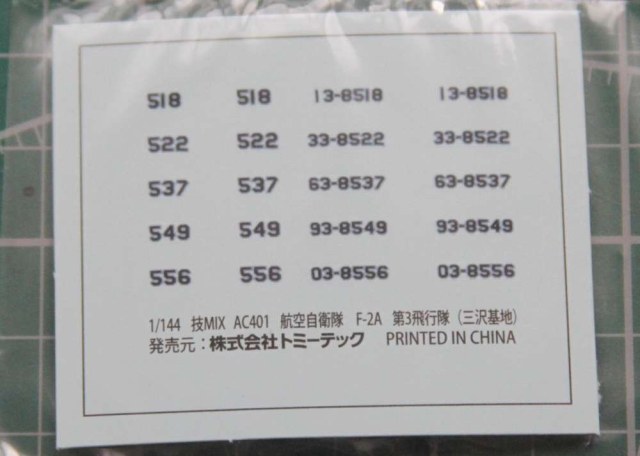 518 518 13-8518 13-8518
522 522 33-8522 33-8522
537 537 63-8537 63-8537
549 549 93-8549 93-8549
556 556 03-8556 03-8556
1/144 技MIX AC401 航空自衛隊 F-2A 第3飛行隊（三沢基地）
発売元：株式会社トミーテック PRINTED IN CHINA